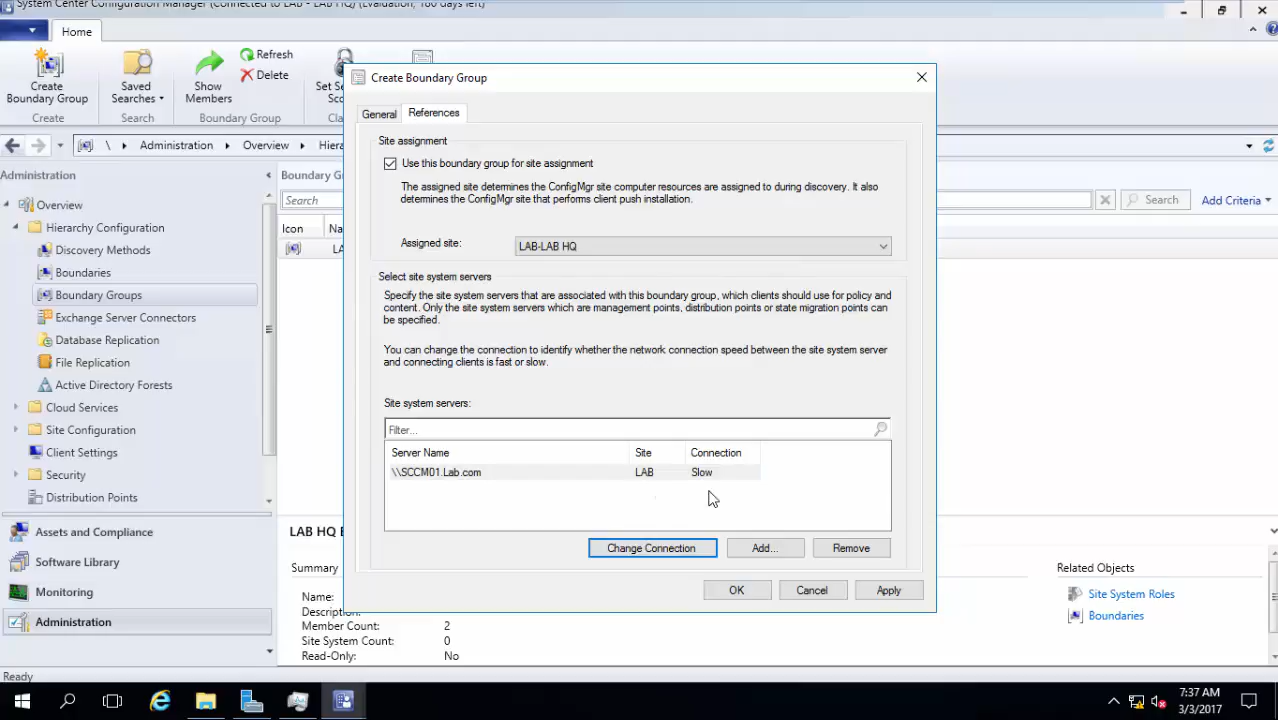 System Center Configuration Manager (Connected to LAB - LAB HQ) (Evaluation, 180 days left)
Home
Create Boundary Group
Saved Searches
Show Members
Refresh
Delete
Set Se
Sco
Create
Search
Boundary Group
Cla
\ Administration Overview Hiera
Administration
Overview
Hierarchy Configuration
Discovery Methods
Boundaries
Boundary Groups
Exchange Server Connectors
Database Replication
File Replication
Active Directory Forests
Cloud Services
Site Configuration
Client Settings
Security
Distribution Points
Assets and Compliance
Software Library
Monitoring
Administration
Boundary G
Search
Search
Add Criteria
Icon Na
LA
Create Boundary Group
General
References
Site assignment
Use this boundary group for site assignment
The assigned site determines the ConfigMgr site computer resources are assigned to during discovery. It also
determines the ConfigMgr site that performs client push installation.
Assigned site:
LAB-LAB HQ
Select site system servers
Specify the site system servers that are associated with this boundary group, which clients should use for policy and
content. Only the site system servers which are management points, distribution points or state migration points can
be specified.
You can change the connection to identify whether the network connection speed between the site system server
and connecting clients is fast or slow.
Site system servers:
Filter...
Server Name Site Connection
\\SCCM01.Lab.com LAB Slow
Change Connection
Add...
Remove
OK
Cancel
Apply
LAB HQ B
Summary
Name:
Description:
Member Count: 2
Site System Count: 0
Read-Only: No
Related Objects
Site System Roles
Boundaries
Ready
7:37 AM
3/3/2017